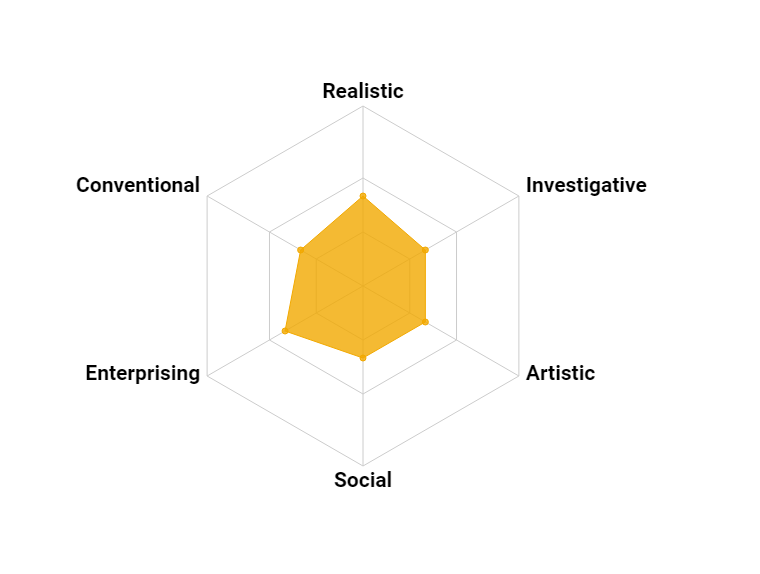 Realistic
Conventional
Investigative
Enterprising
Artistic
Social